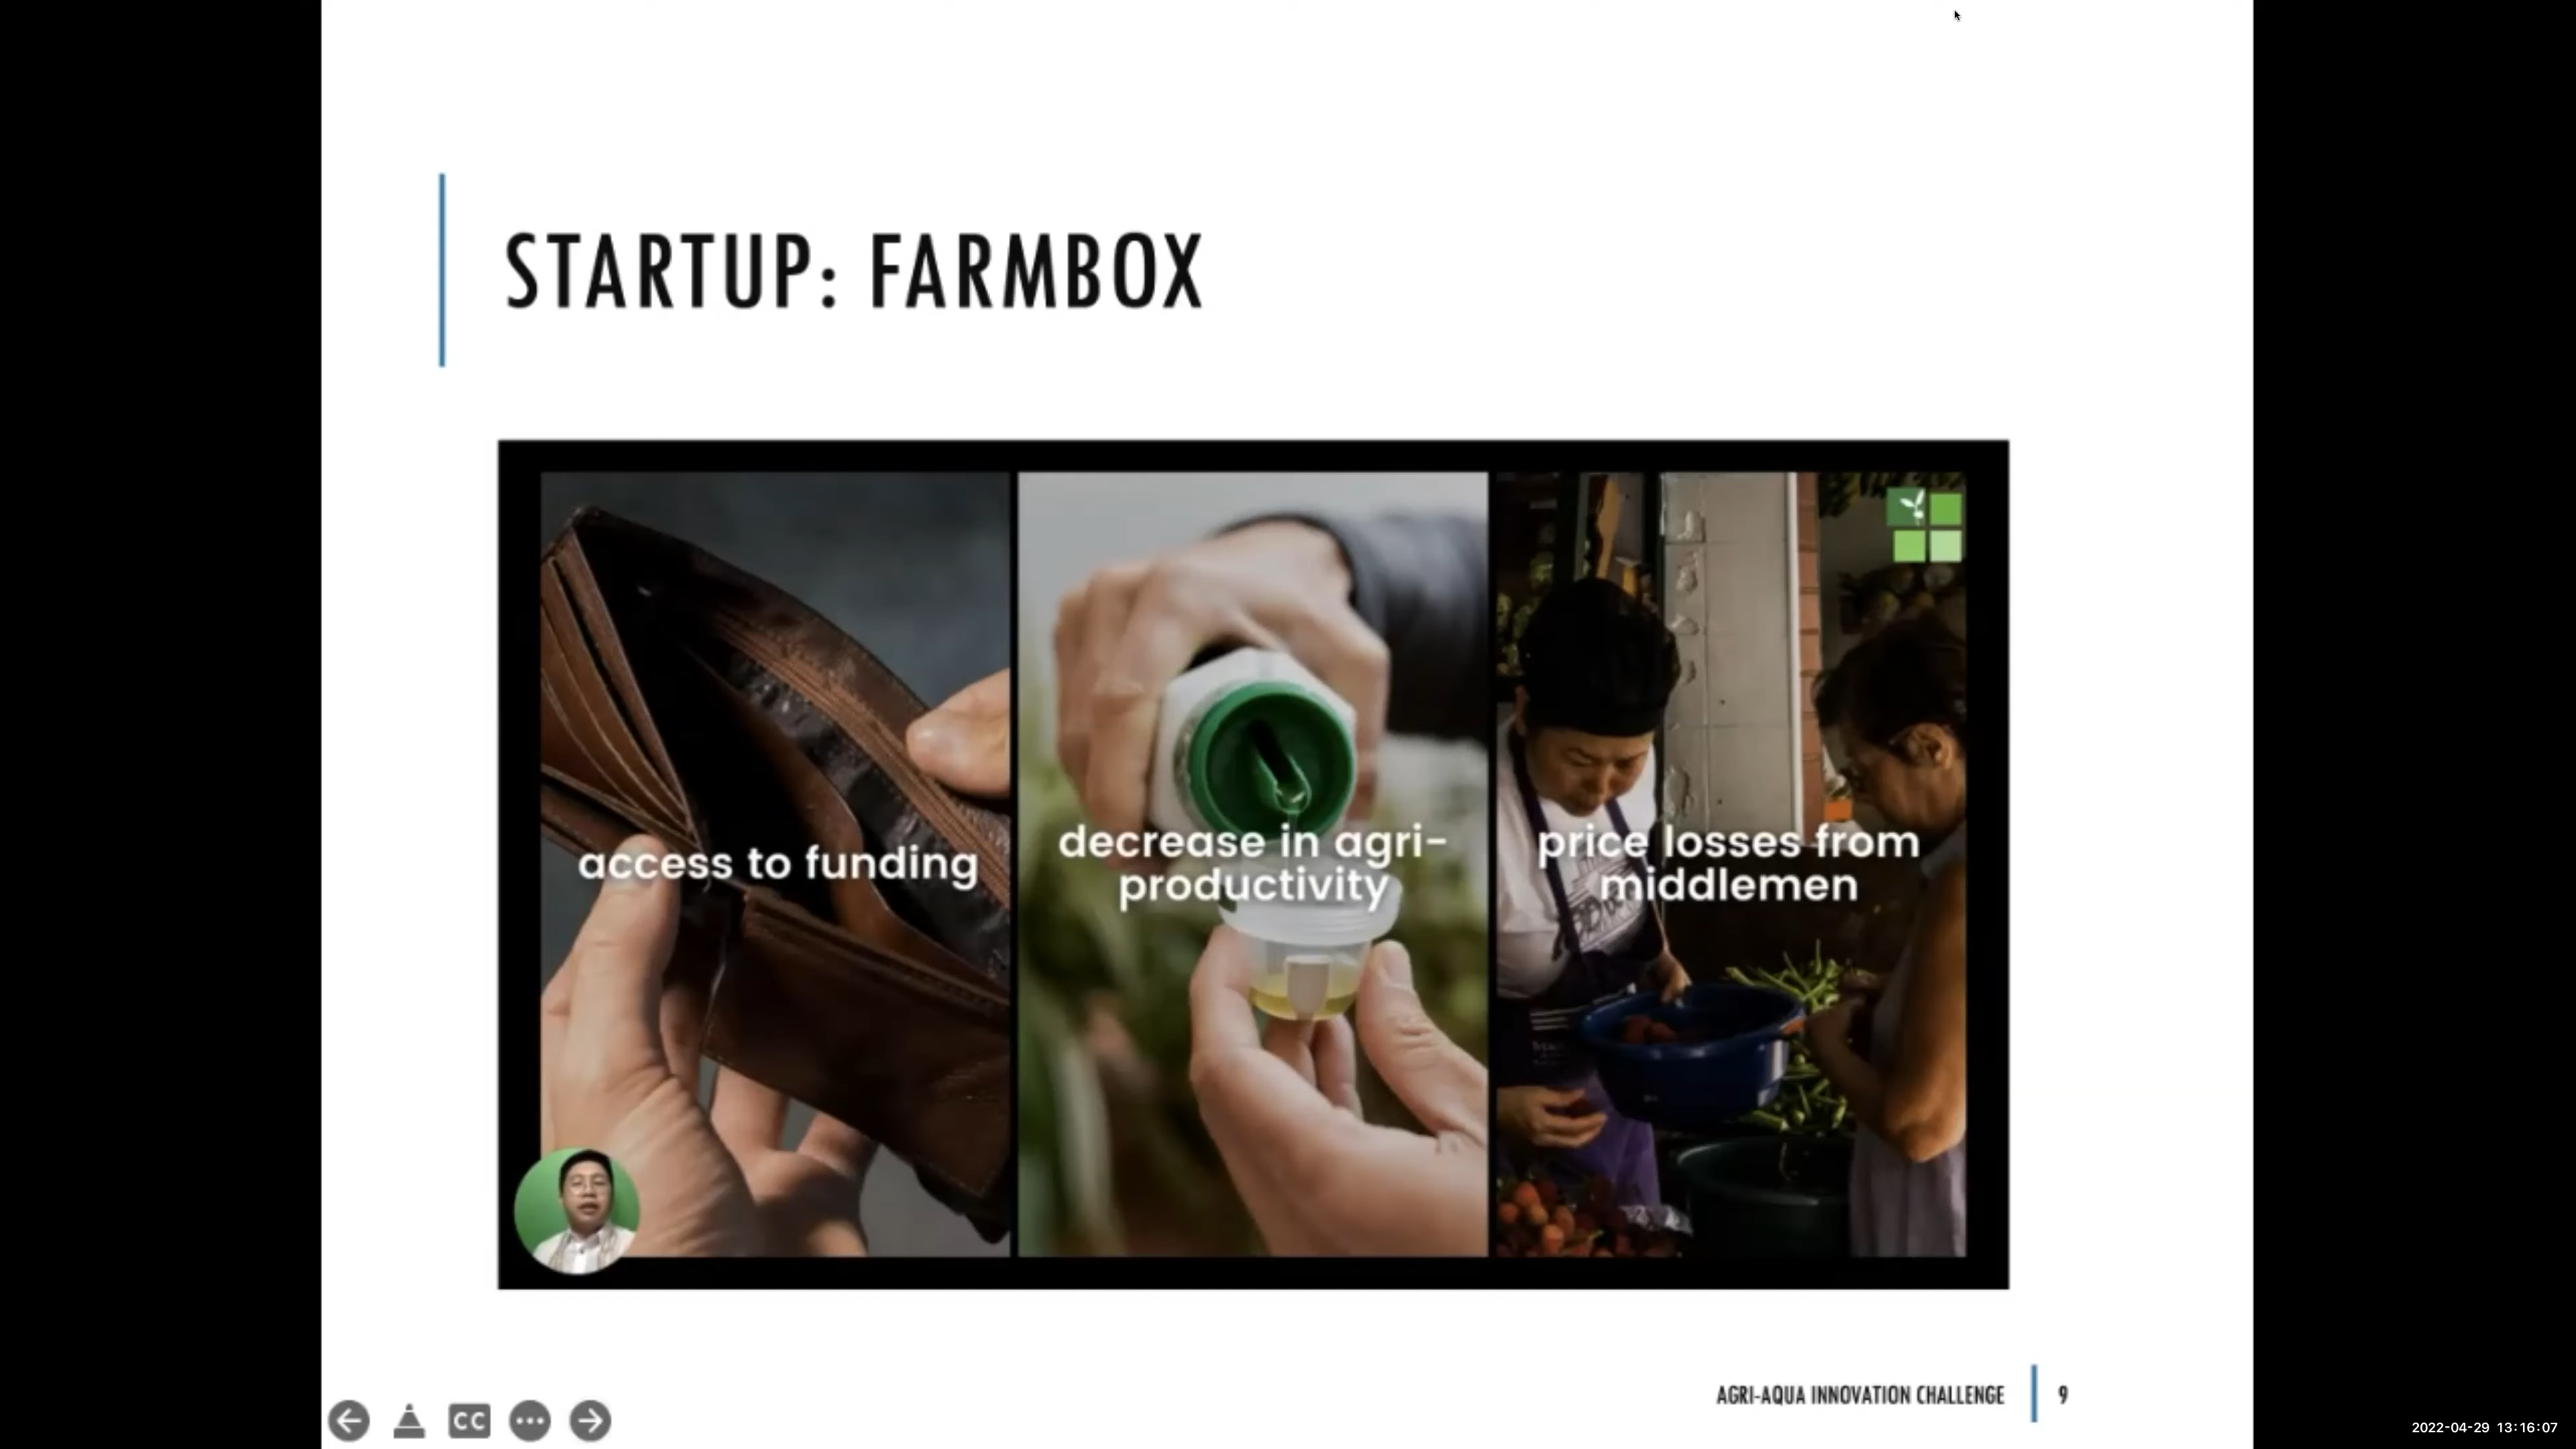 STARTUP: FARMBOX
access to funding
decrease in agri-
productivity
price losses from
middlemen
AGRI-AQUA INNOVATION CHALLENGE
9
CC
2022-04-29 13:16:07